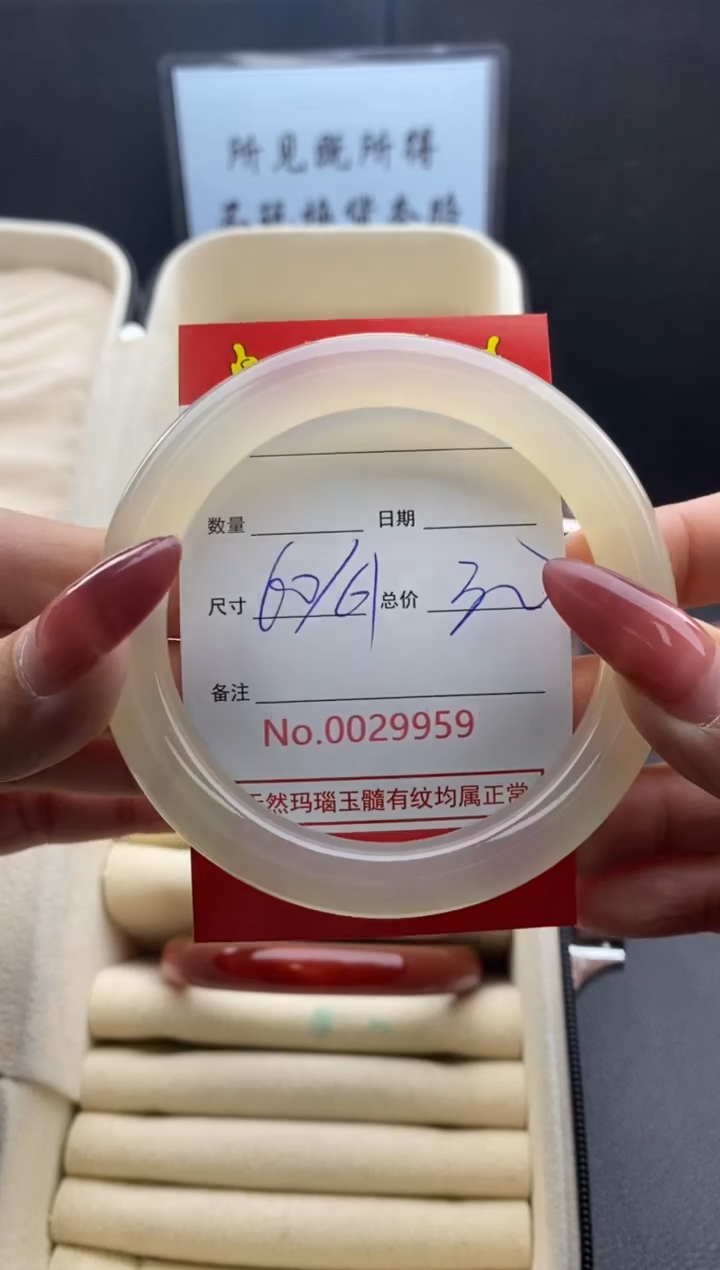 所见既所得
数量 日期
尺寸 60/61 总价
备注
No.0029959
天然玛瑙玉髓有纹均属正常